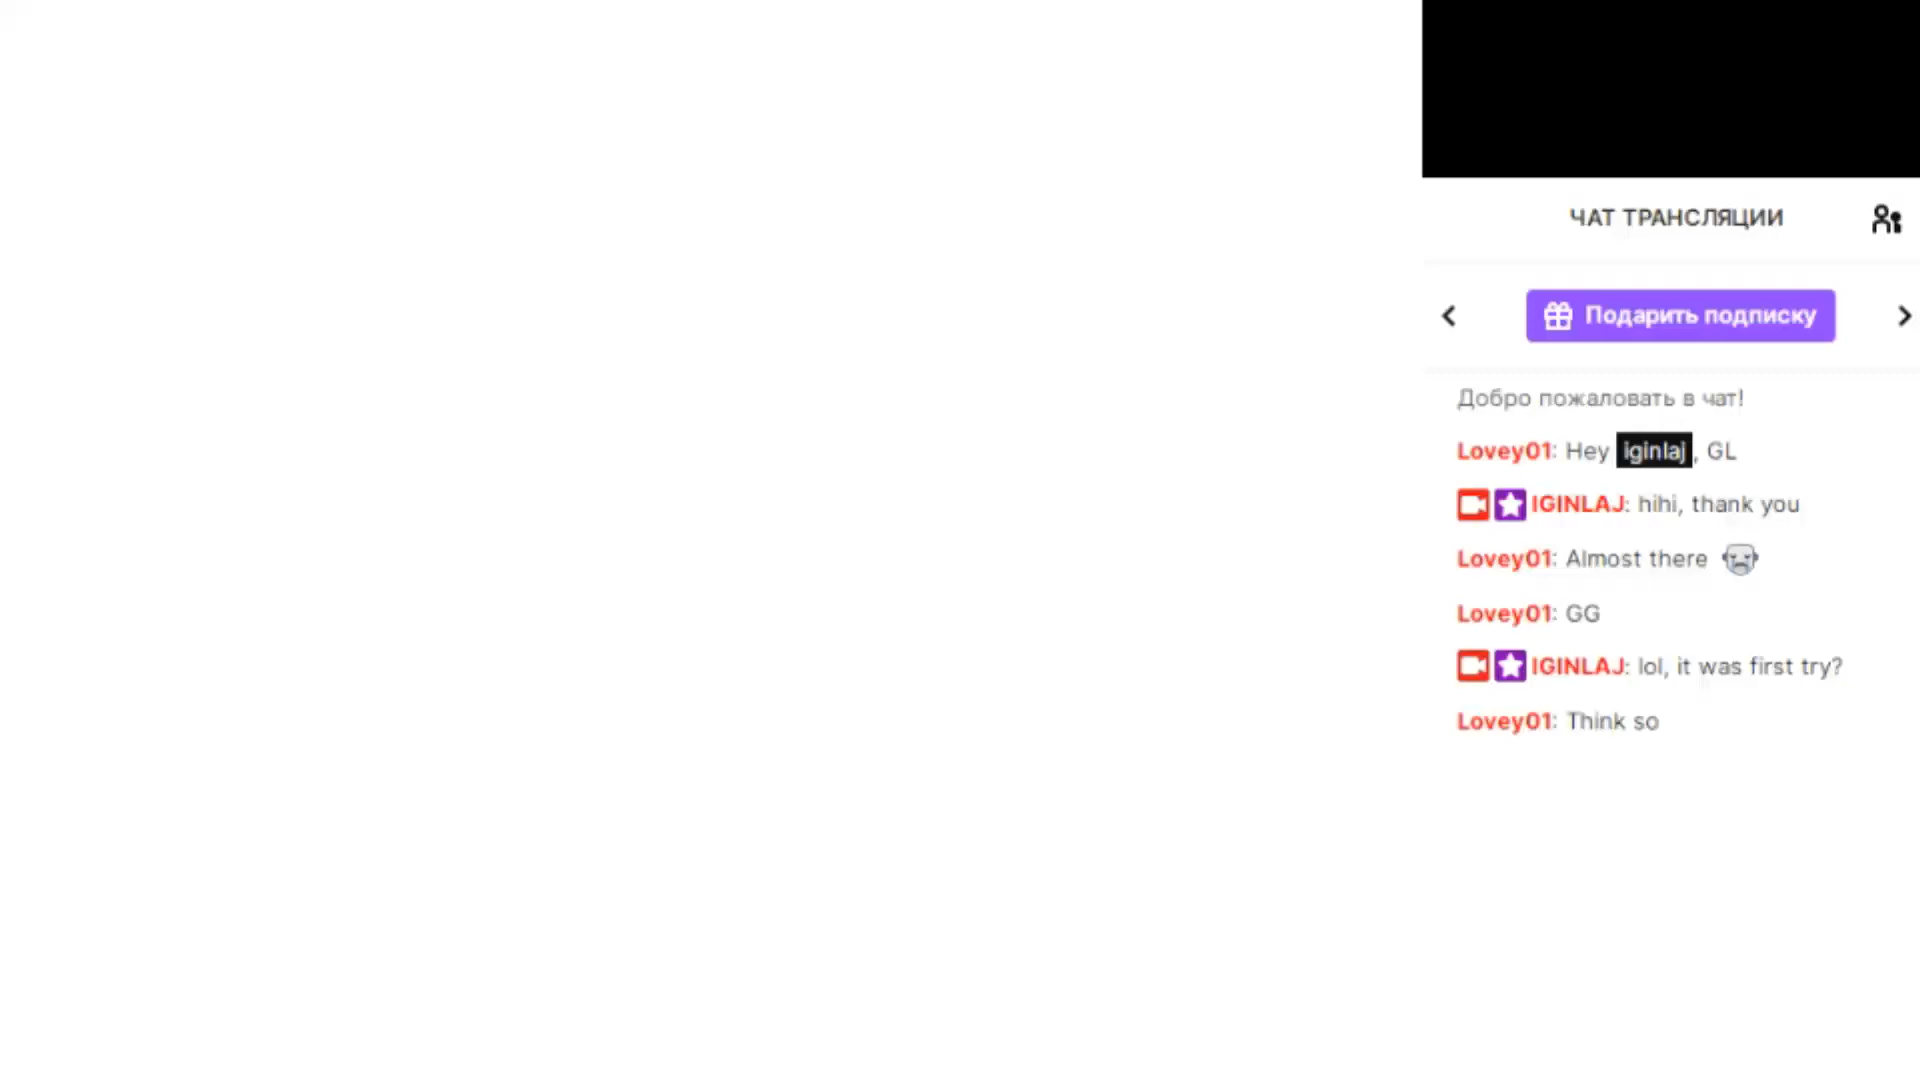 ЧАТ ТРАНСЛЯЦИИ
Подарить подписку
Добро пожаловать в чат!
Lovey01: Hey iginlaj, GL
IGINLAJ: hihi, thank you
Lovey01: Almost there
Lovey01: GG
IGINLAJ: lol, it was first try?
Lovey01: Think so